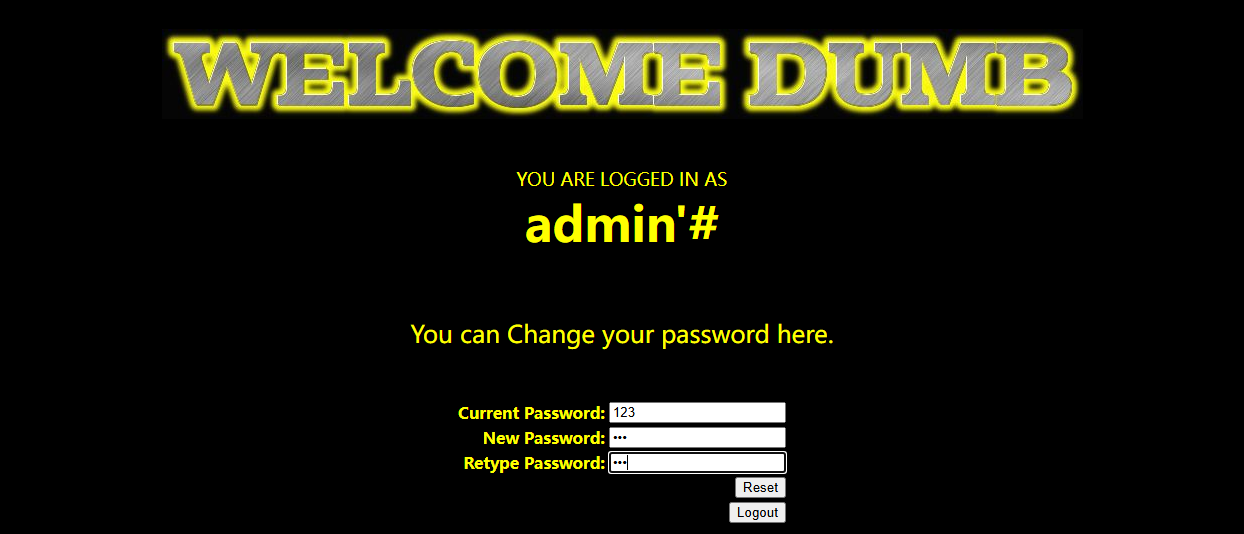 WELCOME DUMB
YOU ARE LOGGED IN AS
admin'#
You can Change your password here.
Current Password: 123
New Password: •••
Retype Password: •••
Reset
Logout